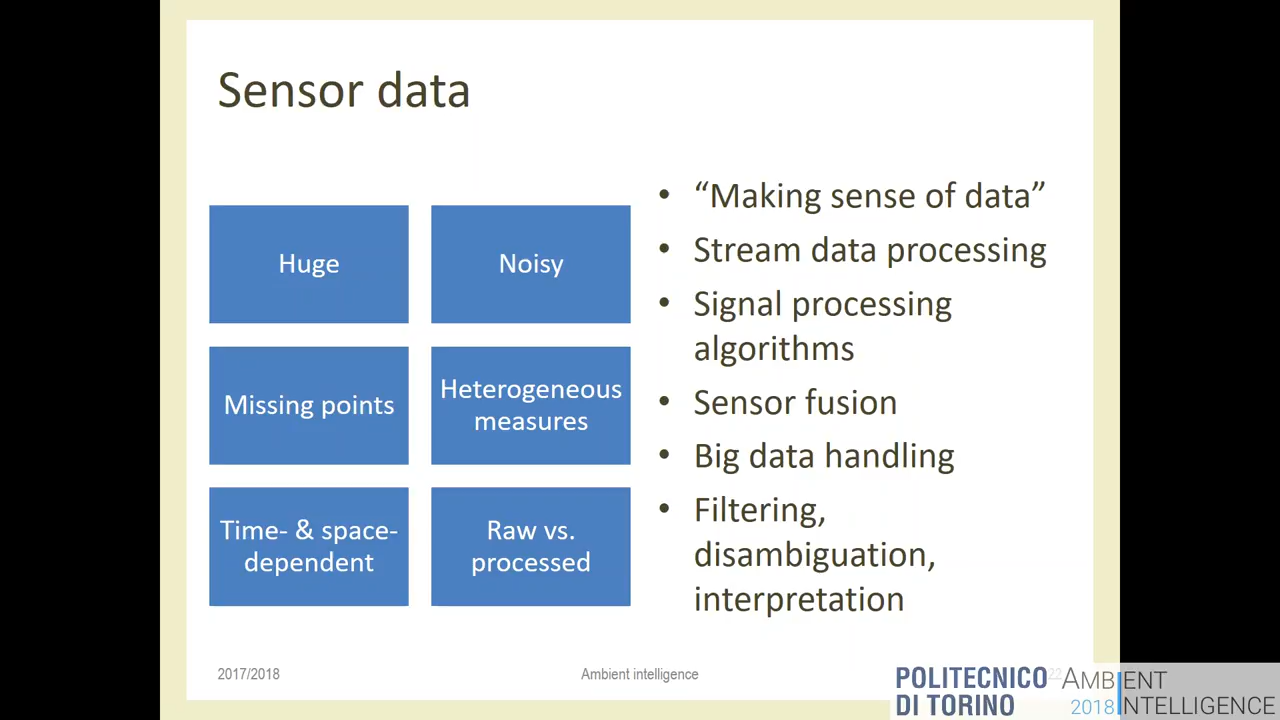 Sensor data
Huge
Noisy
Missing points
Heterogeneous
measures
Time- & space-
dependent
Raw vs.
processed
• “Making sense of data”
• Stream data processing
• Signal processing
algorithms
• Sensor fusion
• Big data handling
• Filtering,
disambiguation,
interpretation
2017/2018
Ambient intelligence
22
POLITECNICO
DI TORINO
AMBIENT
2018 INTELLIGENCE